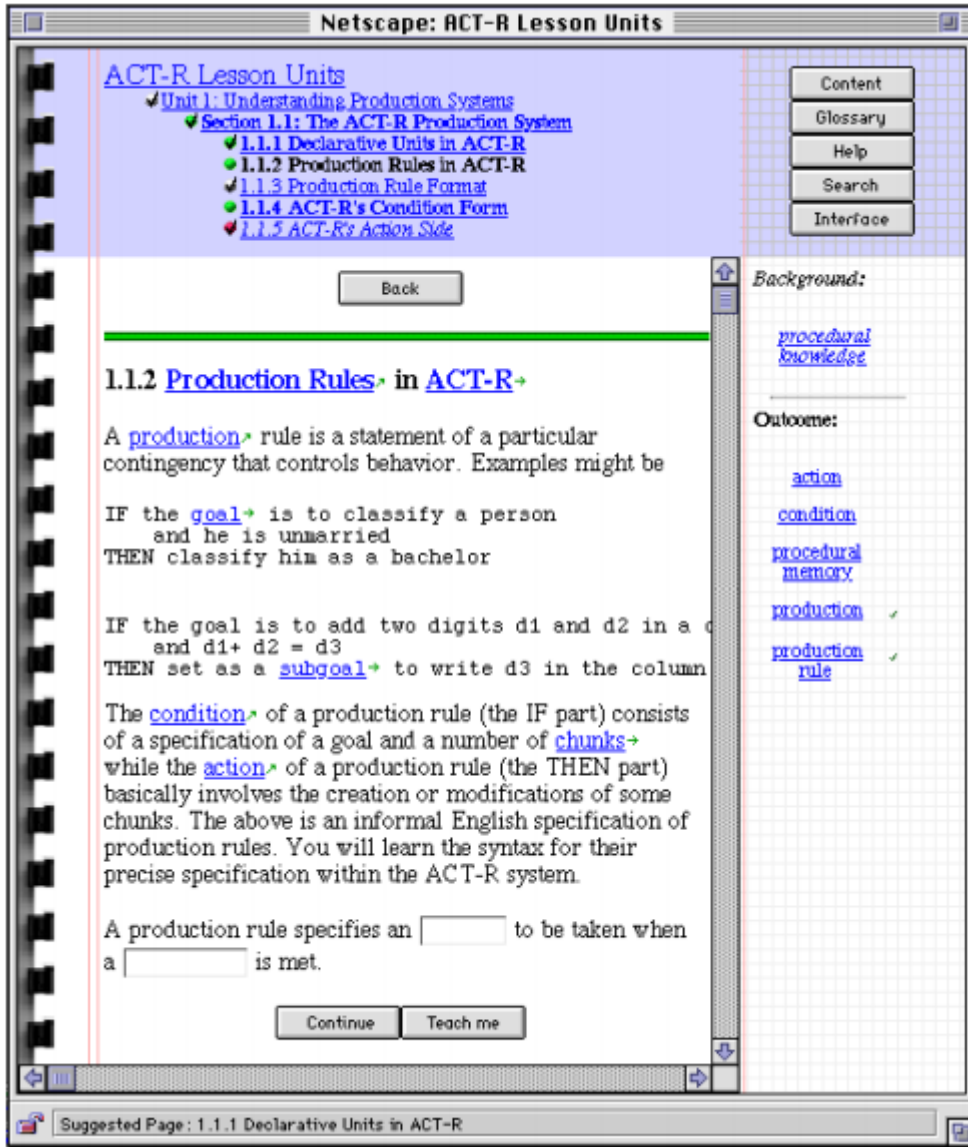 Netscape: ACT-R Lesson Units
ACT-R Lesson Units
Unit 1: Understanding Production Systems
Section 1.1: The ACT-R Production System
1.1.1 Declarative Units in ACT-R
1.1.2 Production Rules in ACT-R
1.1.3 Production Rule Format
1.1.4 ACT-R's Condition Form
1.1.5 ACT-R's Action Side
Content
Glossary
Help
Search
Interface
Back
1.1.2 Production Rules in ACT-R
A production rule is a statement of a particular
contingency that controls behavior. Examples might be
IF the goal is to classify a person
and he is unmarried
THEN classify him as a bachelor
IF the goal is to add two digits d1 and d2 in a c
and d1+ d2 = d3
THEN set as a subgoal to write d3 in the column
The condition of a production rule (the IF part) consists
of a specification of a goal and a number of chunks
while the action of a production rule (the THEN part)
basically involves the creation or modifications of some
chunks. The above is an informal English specification of
production rules. You will learn the syntax for their
precise specification within the ACT-R system.
A production rule specifies an to be taken when
a is met.
Continue
Teach me
Background:
procedural
knowledge
Outcome:
action
condition
procedural
memory
production
production
rule
Suggested Page: 1.1.1 Declarative Units in ACT-R